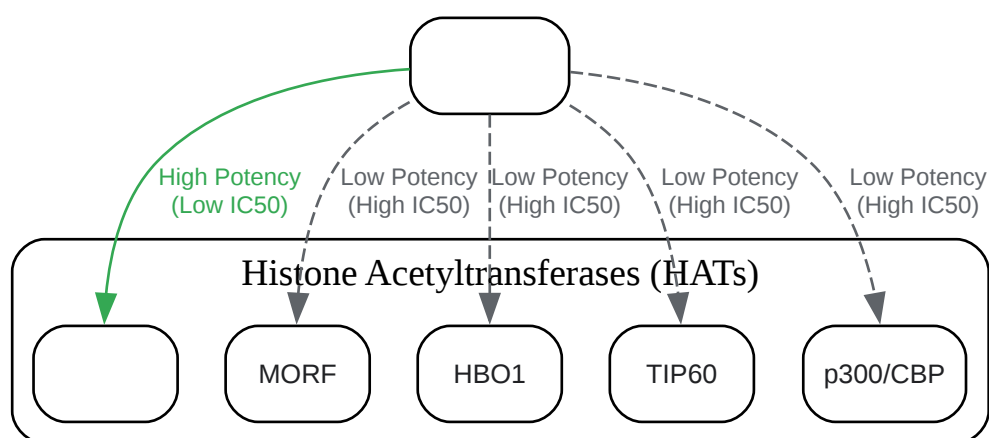 High Potency
(Low IC50)
Low Potency
(High IC50)
Low Potency
(High IC50)
Low Potency
(High IC50)
Low Potency
(High IC50)
Histone Acetyltransferases (HATs)
MORF
HBO1
TIP60
p300/CBP